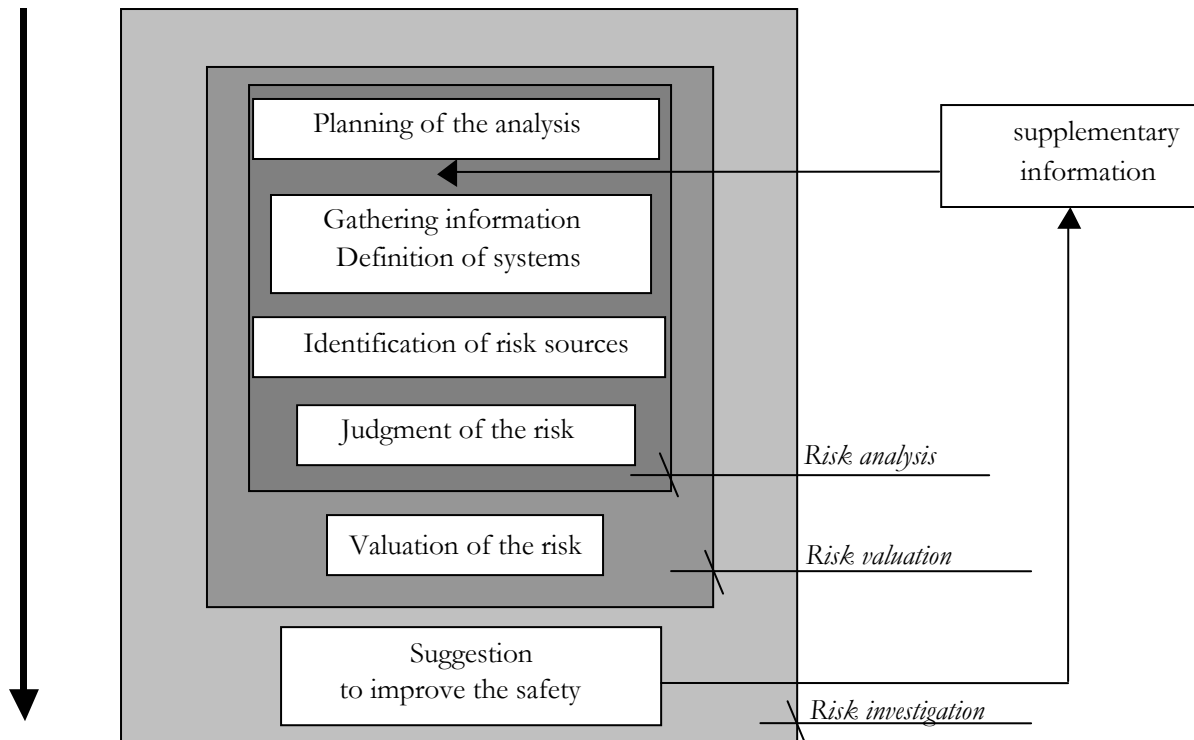 Planning of the analysis
supplementary
information
Gathering information
Definition of systems
Identification of risk sources
Judgment of the risk
Risk analysis
Valuation of the risk
Risk valuation
Suggestion
to improve the safety
Risk investigation